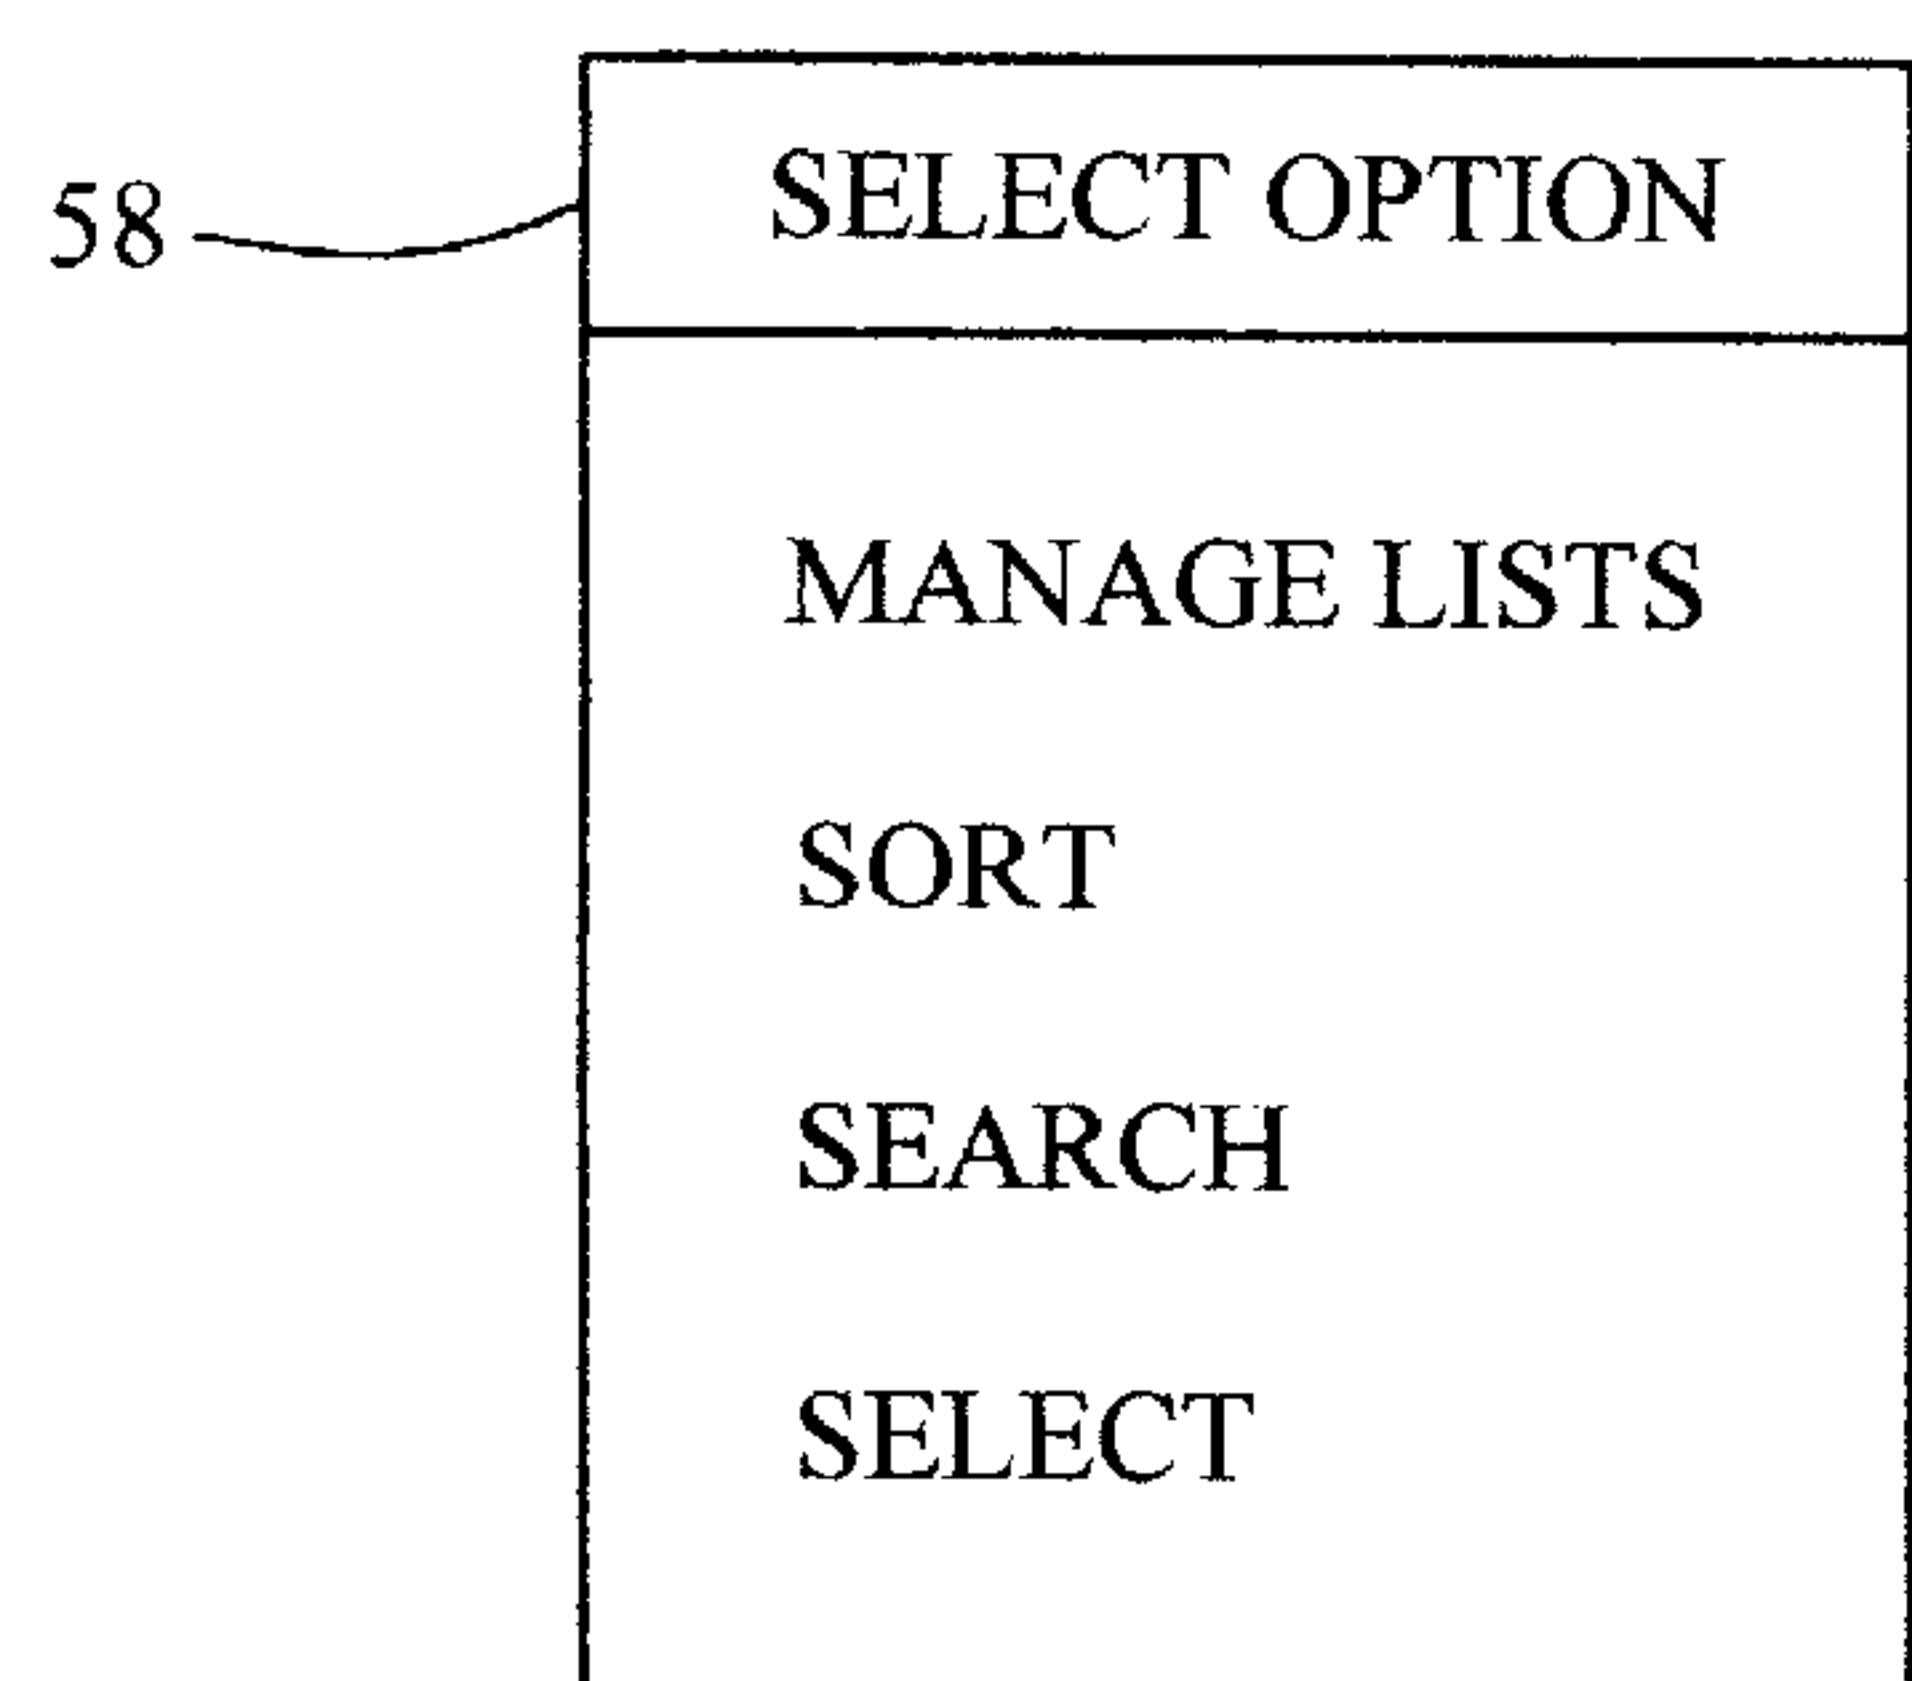 SELECT OPTION
58
MANAGE LISTS
SORT
SEARCH
SELECT